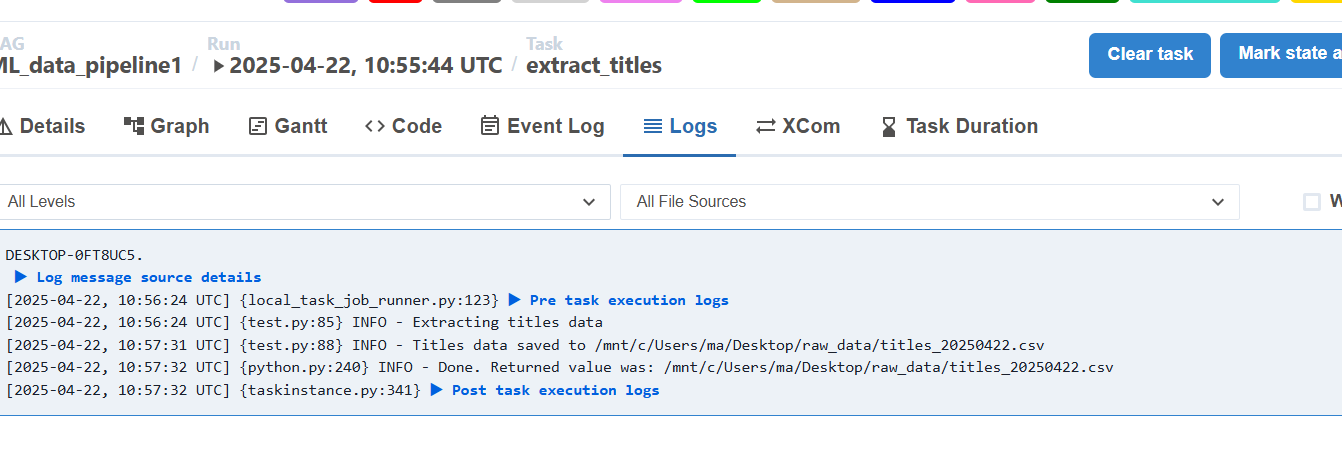 AG Run Task
ML_data_pipeline1 / 2025-04-22, 10:55:44 UTC / extract_titles
Clear task Mark state a
Details Graph Gantt <> Code Event Log Logs XCom Task Duration
All Levels All File Sources W
DESKTOP-0FT8UC5.
▶ Log message source details
[2025-04-22, 10:56:24 UTC] {local_task_job_runner.py:123} ▶ Pre task execution logs
[2025-04-22, 10:56:24 UTC] {test.py:85} INFO - Extracting titles data
[2025-04-22, 10:57:31 UTC] {test.py:88} INFO - Titles data saved to /mnt/c/Users/ma/Desktop/raw_data/titles_20250422.csv
[2025-04-22, 10:57:32 UTC] {python.py:240} INFO - Done. Returned value was: /mnt/c/Users/ma/Desktop/raw_data/titles_20250422.csv
[2025-04-22, 10:57:32 UTC] {taskinstance.py:341} ▶ Post task execution logs